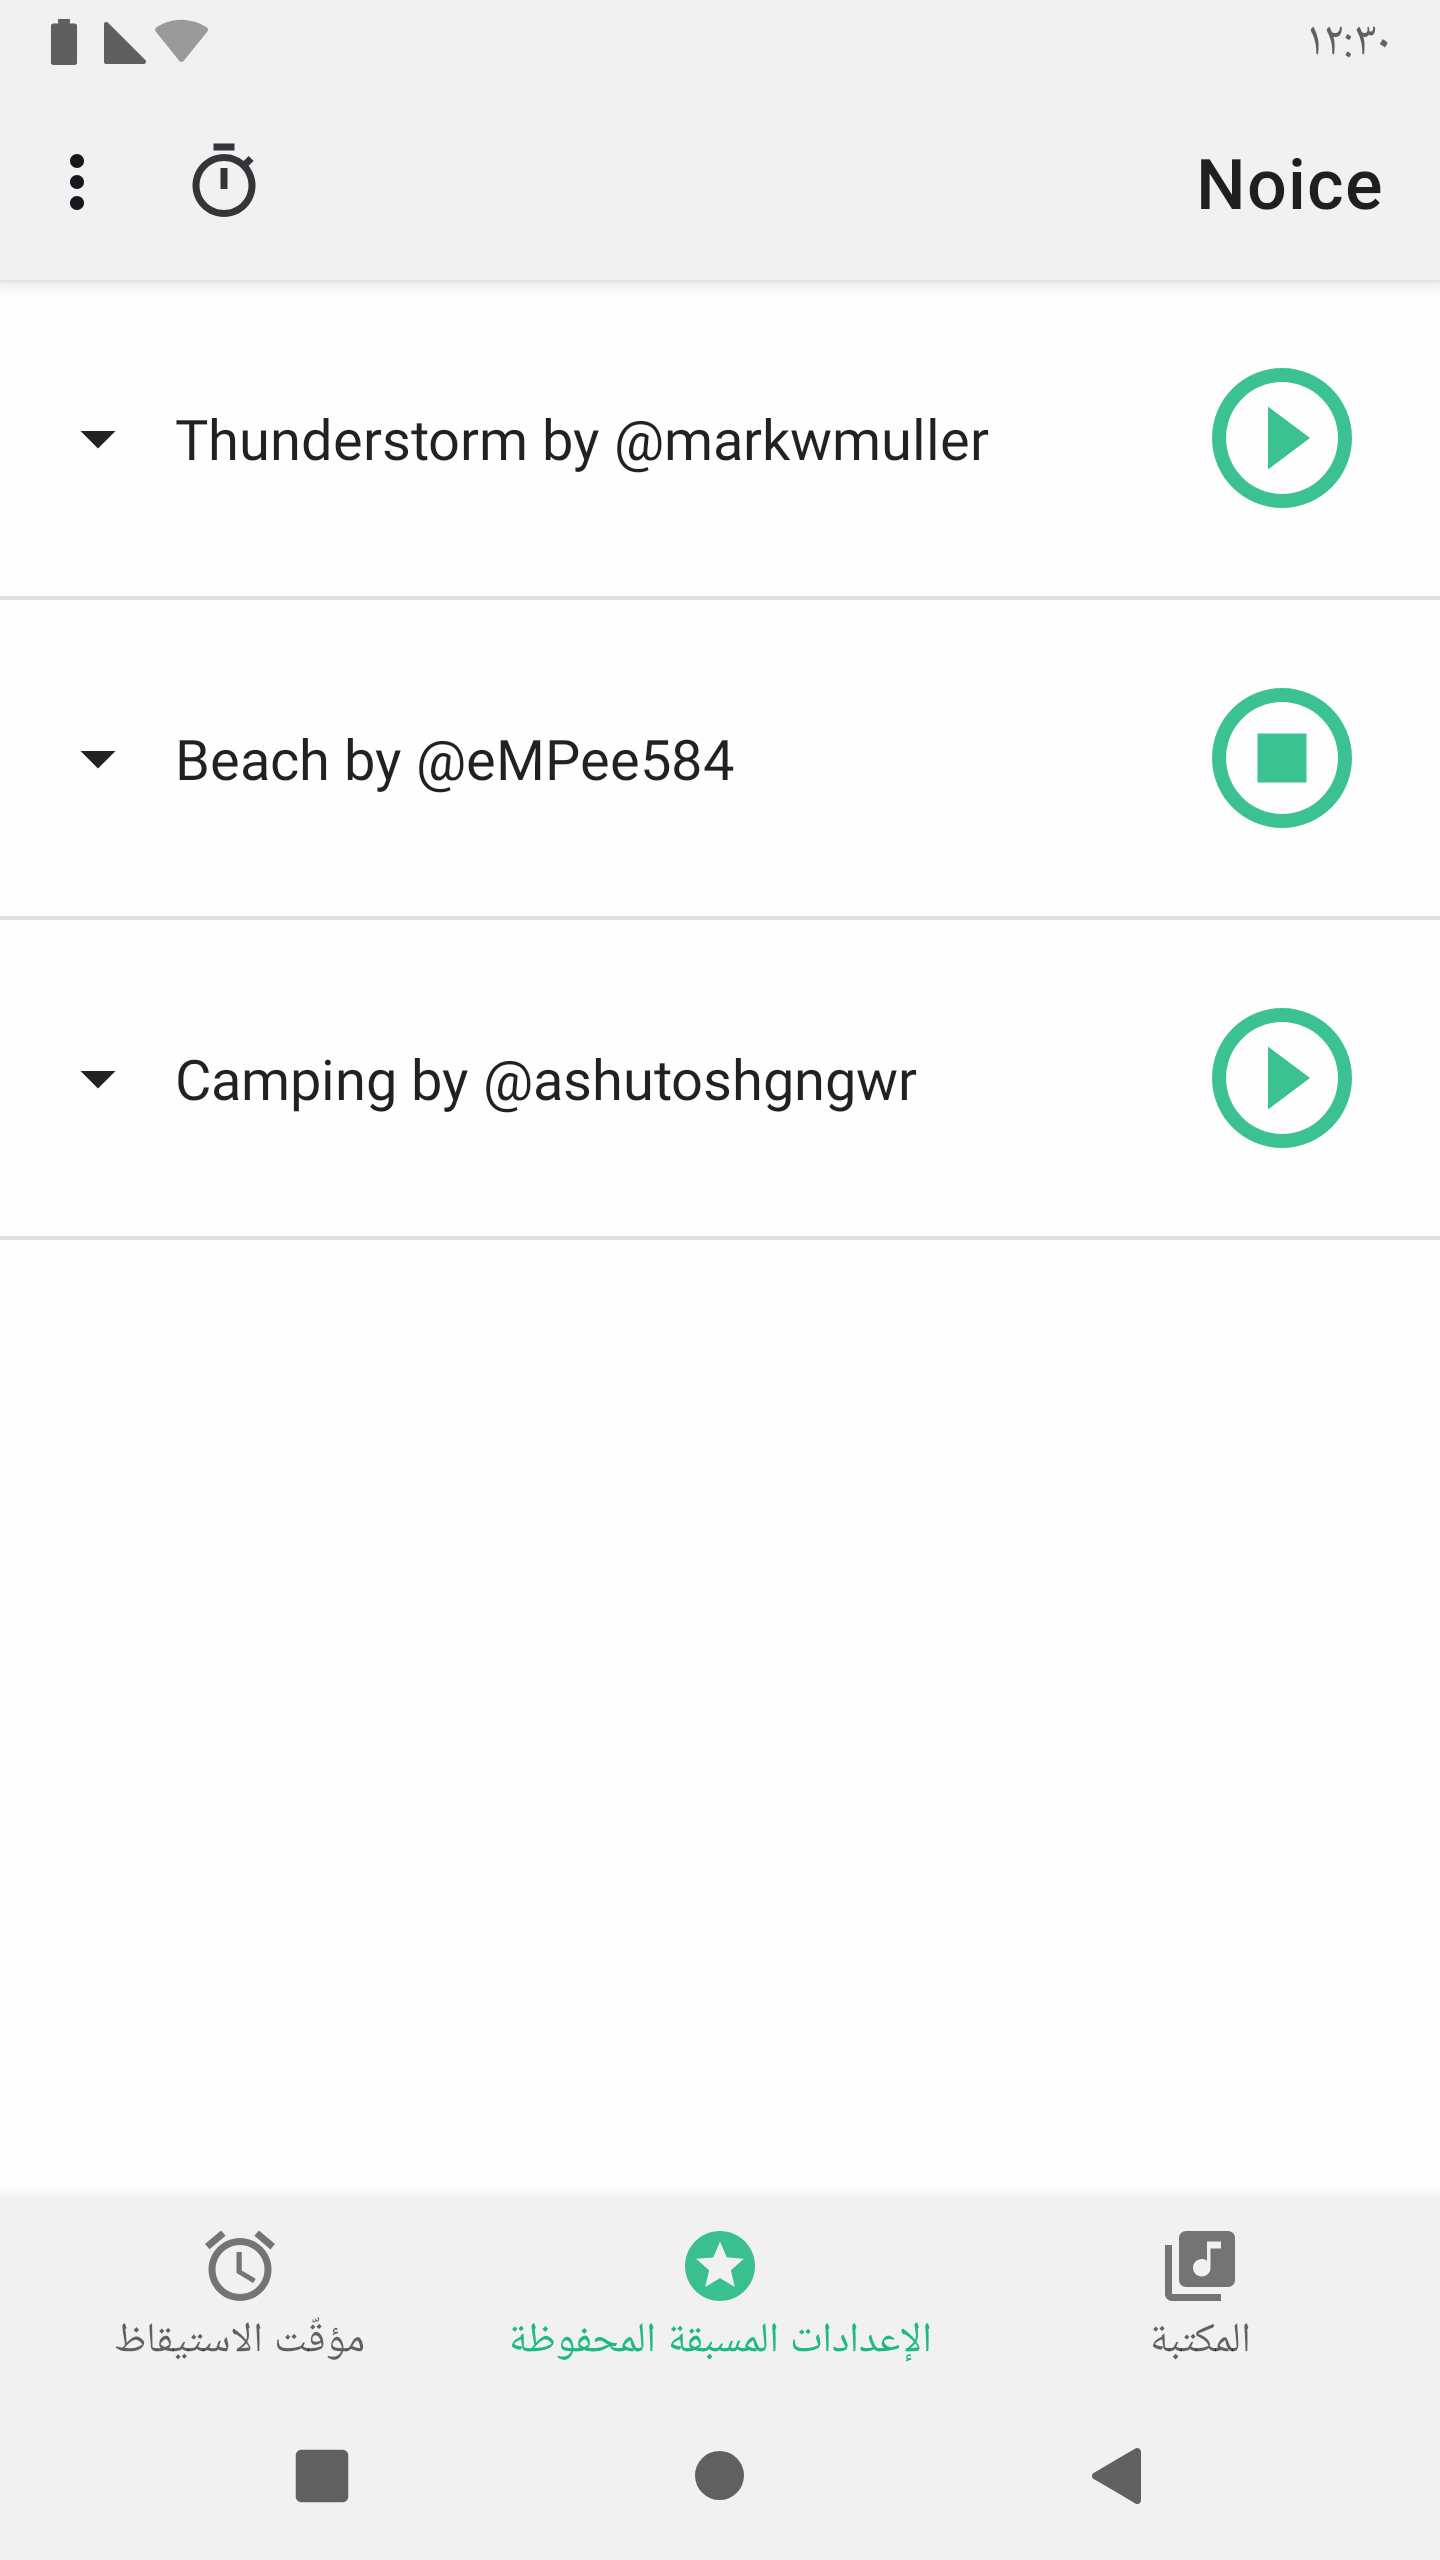 ١٢:٣٠
Noice
Thunderstorm by @markwmuller
Beach by @eMPee584
Camping by @ashutoshgngwr
المكتبة
الإعدادات المسبقة المحفوظة
مؤقّت الاستيقاظ